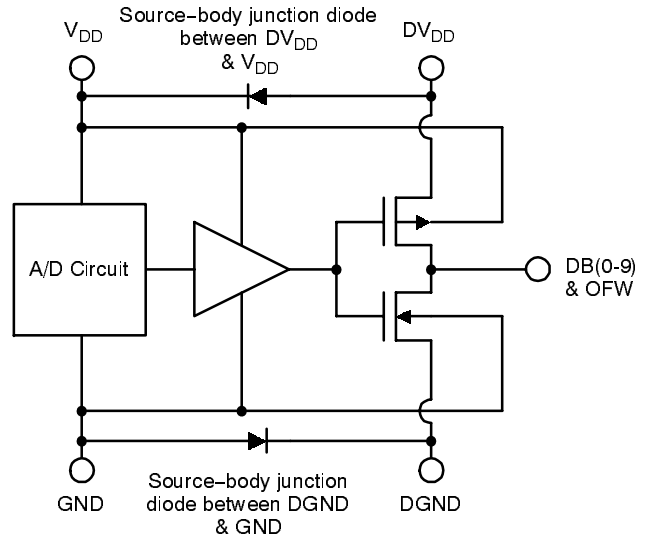 Source–body junction diode
between DVDD
& VDD
VDD
DVDD
A/D Circuit
DB(0-9)
& OFW
GND
Source–body junction
diode between DGND
& GND
DGND